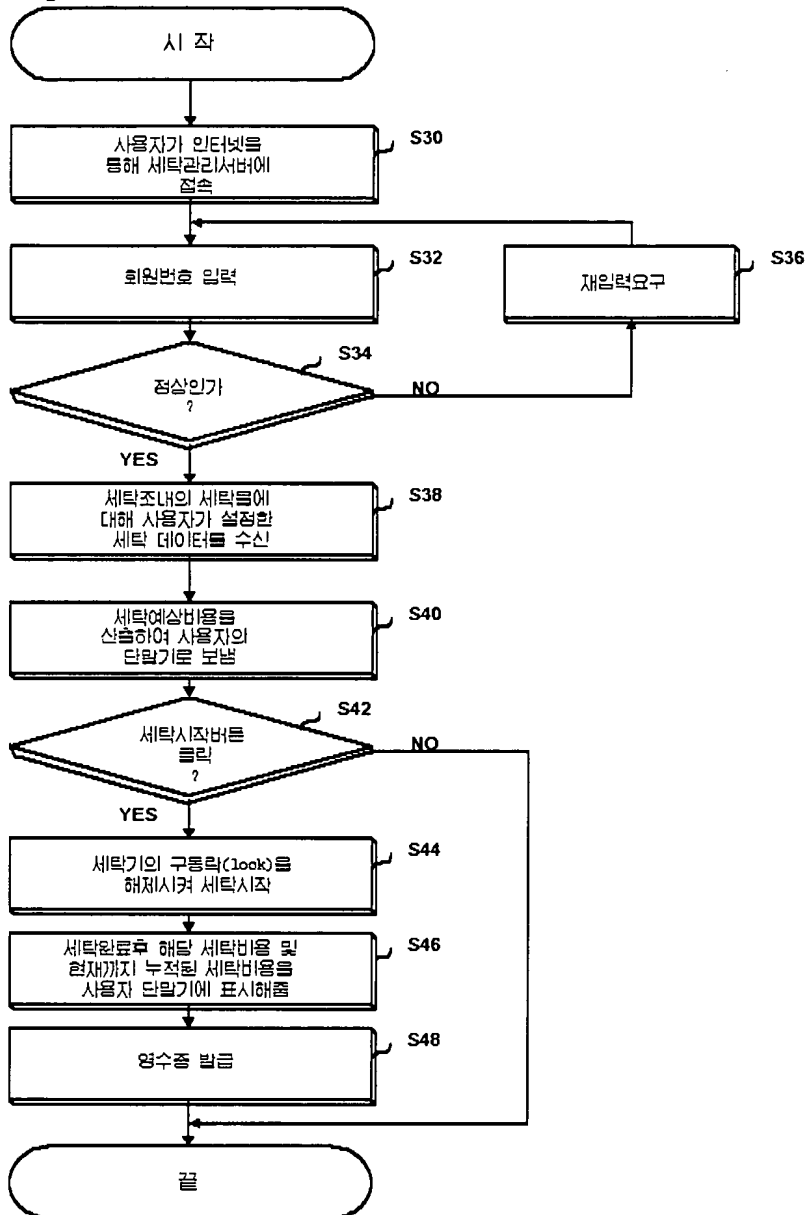 시 작
사용자가 인터넷을
통해 세탁관리서버에
접속
S30
회원번호 입력
S32
재입력요구
S36
정상인가
?
S34
NO
YES
세탁조내의 세탁물에
대해 사용자가 설정한
세탁 데이터를 수신
S38
세탁예상비용을
산출하여 사용자의
단말기로 보냄
S40
세탁시작버튼
클릭
?
S42
NO
YES
세탁기의 구동락(lock)을
해제시켜 세탁시작
S44
세탁완료후 해당 세탁비용 및
현재까지 누적된 세탁비용을
사용자 단말기에 표시해줌
S46
영수증 발급
S48
끝